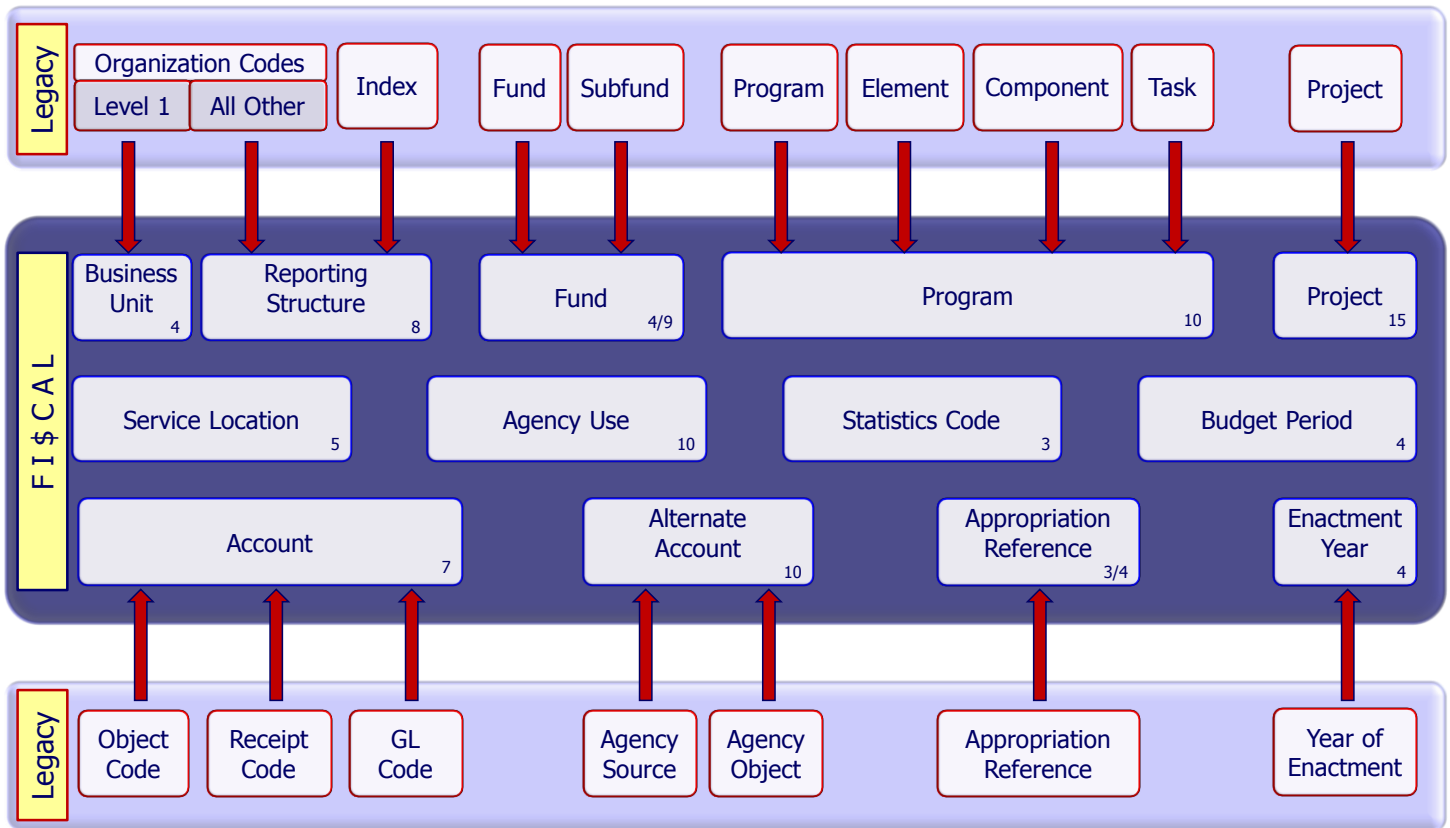 Legacy
Organization Codes
Level 1
All Other
Index
Fund
Subfund
Program
Element
Component
Task
Project
FI$CAL
Business
Unit
4
Reporting
Structure
8
Fund
4/9
Program
10
Project
15
Service Location
5
Agency Use
10
Statistics Code
3
Budget Period
4
Account
7
Alternate
Account
10
Appropriation
Reference
3/4
Enactment
Year
4
Legacy
Object
Code
Receipt
Code
GL
Code
Agency
Source
Agency
Object
Appropriation
Reference
Year of
Enactment